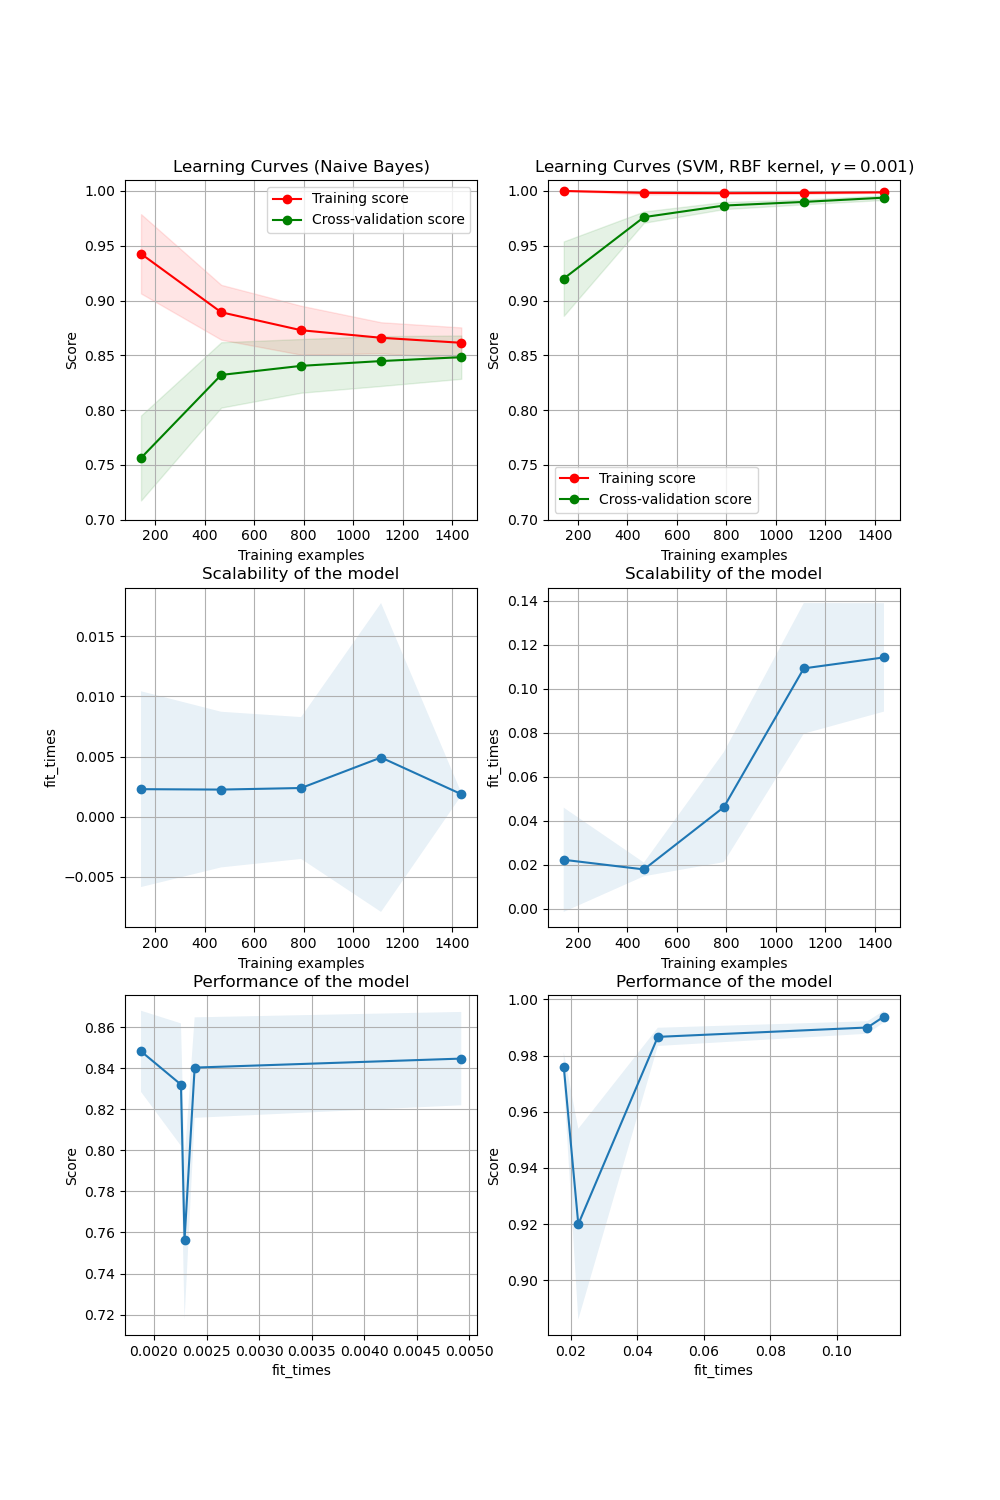 Learning Curves (Naive Bayes)
1.00
0.95
0.90
0.85
0.80
0.75
0.70
Score
Training score
Cross-validation score
200 400 600 800 1000 1200 1400
Training examples
Learning Curves (SVM, RBF kernel, γ = 0.001)
1.00
0.95
0.90
0.85
0.80
0.75
0.70
Score
Training score
Cross-validation score
200 400 600 800 1000 1200 1400
Training examples
Scalability of the model
0.015
0.010
0.005
0.000
−0.005
fit_times
200 400 600 800 1000 1200 1400
Training examples
Scalability of the model
0.14
0.12
0.10
0.08
0.06
0.04
0.02
0.00
fit_times
200 400 600 800 1000 1200 1400
Training examples
Performance of the model
0.86
0.84
0.82
0.80
0.78
0.76
0.74
0.72
Score
0.0020 0.0025 0.0030 0.0035 0.0040 0.0045 0.0050
fit_times
Performance of the model
1.00
0.98
0.96
0.94
0.92
0.90
Score
0.02 0.04 0.06 0.08 0.10
fit_times